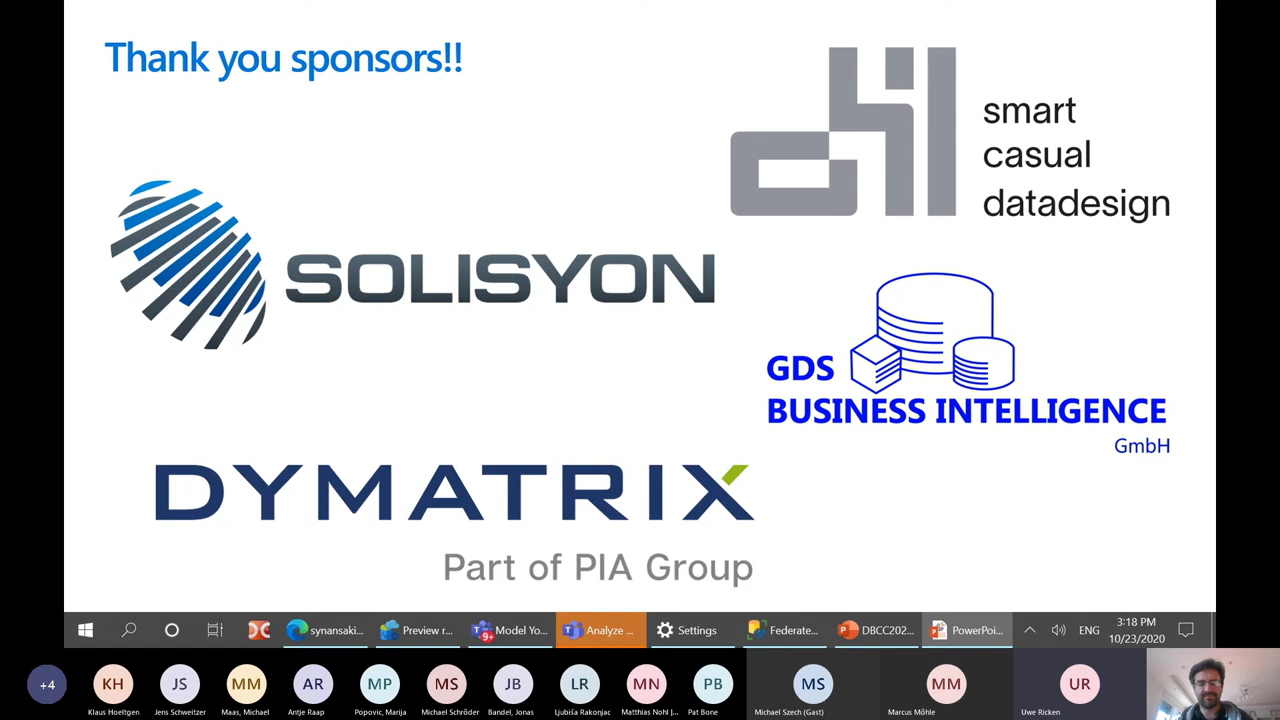 Thank you sponsors!!
smart
casual
datadesign
SOLISYON
GDS
BUSINESS INTELLIGENCE
GmbH
DYMATRIX
Part of PIA Group
synansaki...
Preview r...
9+
Model Yo...
Analyze ...
Settings
Federate...
DBCC202...
PowerPoi...
ENG
3:18 PM
10/23/2020
+4
KH
JS
MM
AR
MP
MS
JB
LR
MN
PB
MS
MM
UR
Klaus Hoeltgen
Jens Schweitzer
Maas, Michael
Antje Raap
Popovic, Marija
Michael Schröder
Bandel, Jonas
Ljubiša Rakonjac
Matthias Nohl |...
Pat Bone
Michael Szech (Gast)
Marcus Möhle
Uwe Ricken